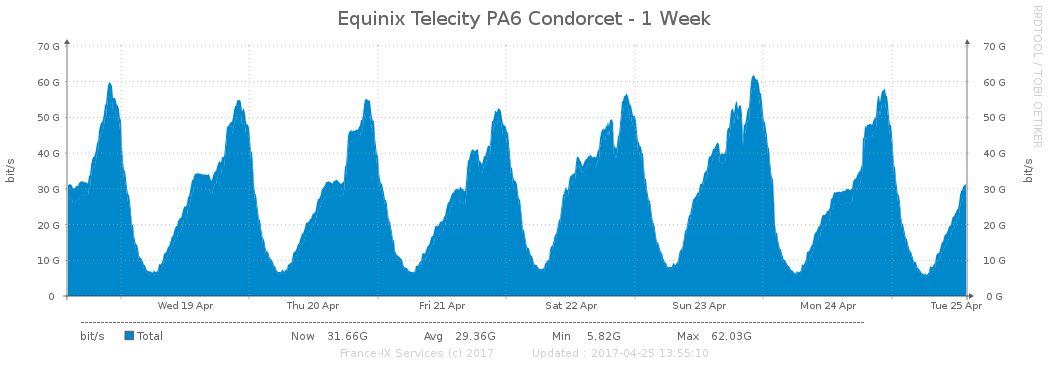 Equinix Telecity PA6 Condorcet - 1 Week
RRDTOOL / TOBI OETIKER
bit/s
70 G
60 G
50 G
40 G
30 G
20 G
10 G
0
70 G
60 G
50 G
40 G
30 G
20 G
10 G
0 G
bit/s
Wed 19 Apr Thu 20 Apr Fri 21 Apr Sat 22 Apr Sun 23 Apr Mon 24 Apr Tue 25 Apr
bit/s Total Now 31.66G Avg 29.36G Min 5.82G Max 62.03G
France-IX Services (c) 2017 Updated : 2017-04-25 13:55:10